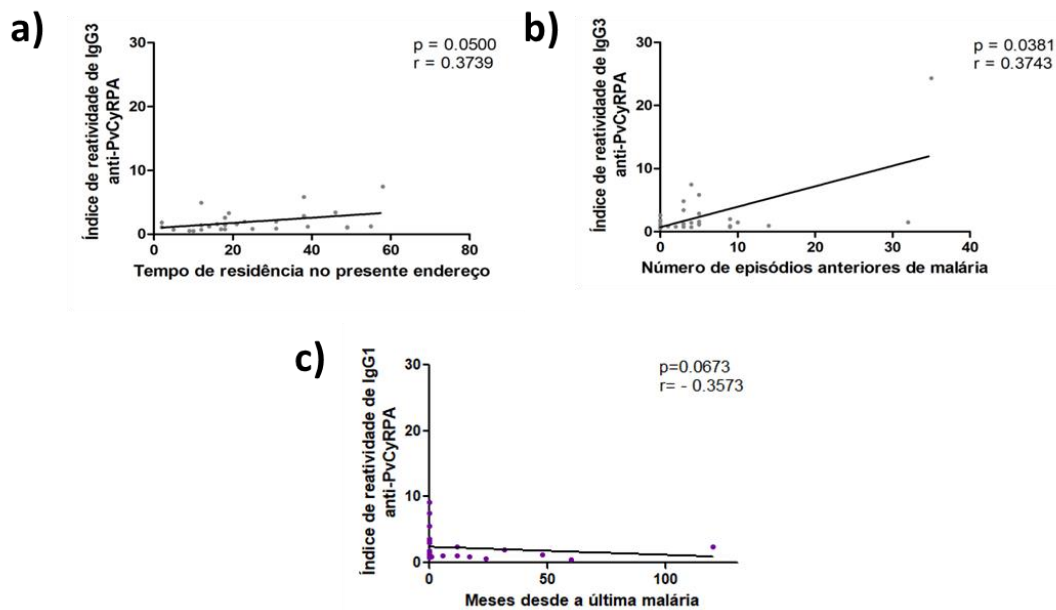 a)
Índice de reatividade de IgG3
anti-PvCyRPA
30
20
10
0
0 20 40 60 80
Tempo de residência no presente endereço
p = 0.0500
r = 0.3739
b)
Índice de reatividade de IgG3
anti-PvCyRPA
30
20
10
0
0 10 20 30 40
Número de episódios anteriores de malária
p = 0.0381
r = 0.3743
c)
Índice de reatividade de IgG1
anti-PvCyRPA
30
20
10
0
0 50 100
Meses desde a última malária
p=0.0673
r= - 0.3573